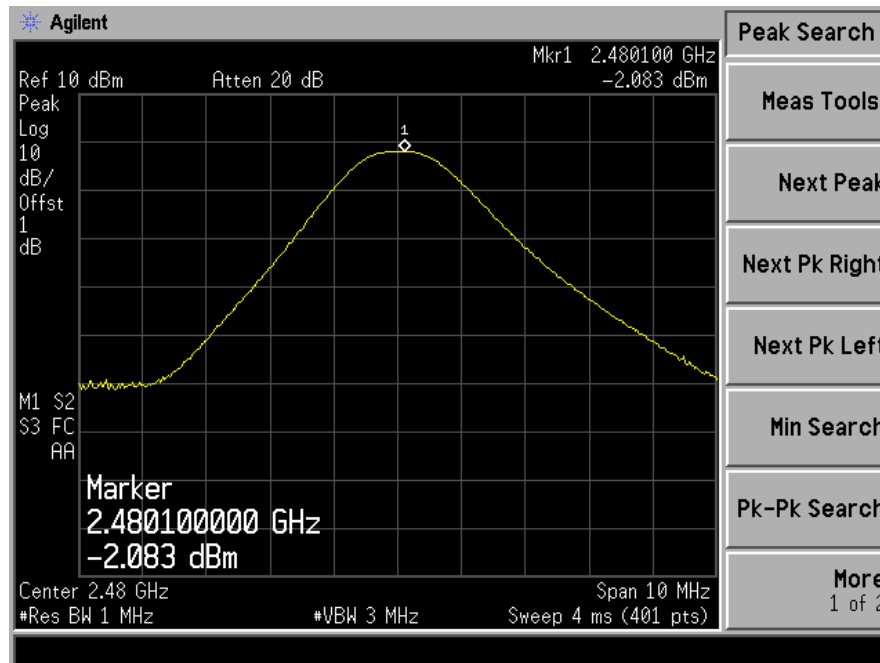 Agilent
Peak Search
Mkr1 2.480100 GHz
Ref 10 dBm Atten 20 dB -2.083 dBm
Peak
Log
10
dB/
Offst
1
dB
1
M1 S2
S3 FC
AA
Marker
2.480100000 GHz
-2.083 dBm
Center 2.48 GHz Span 10 MHz
#Res BW 1 MHz #VBW 3 MHz Sweep 4 ms (401 pts)
Meas Tools
Next Peak
Next Pk Right
Next Pk Left
Min Search
Pk-Pk Search
More
1 of 2